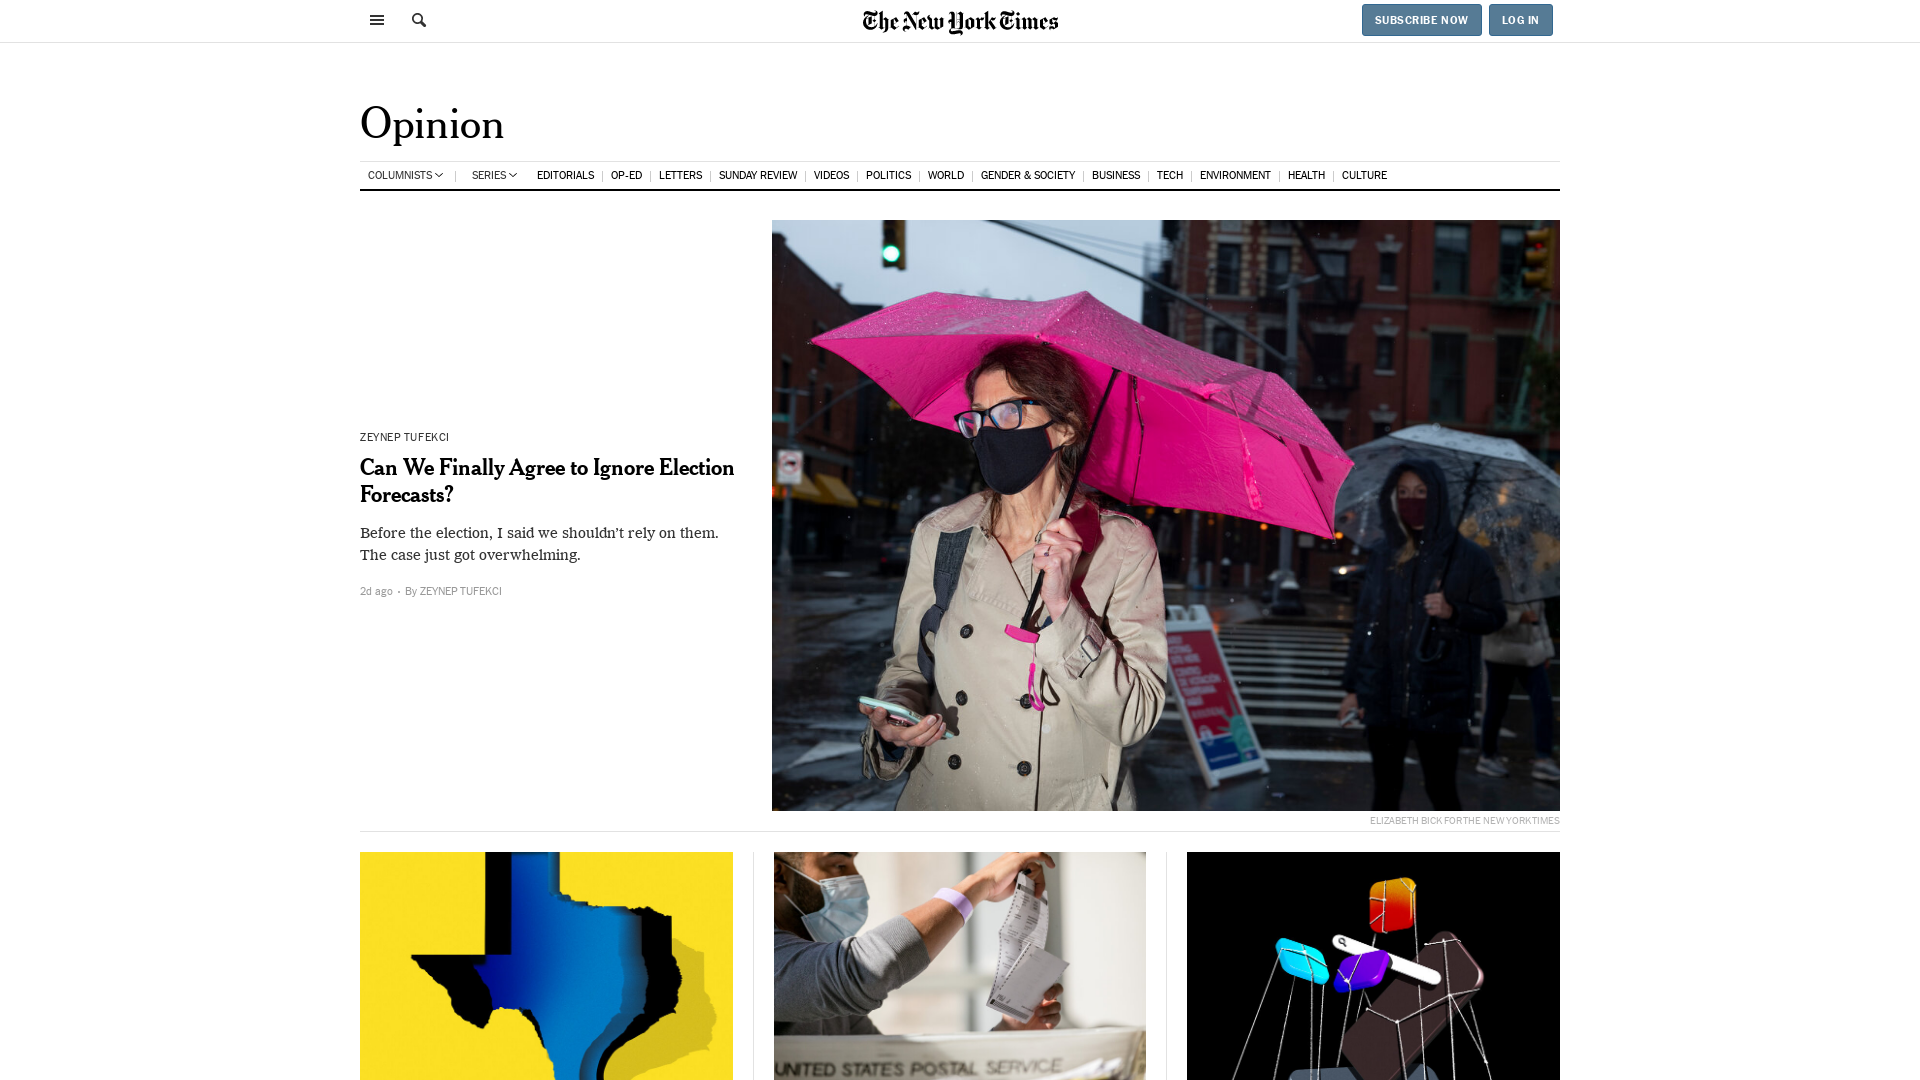 The New York Times
SUBSCRIBE NOW
LOG IN
Opinion
COLUMNISTS
SERIES
EDITORIALS
OP-ED
LETTERS
SUNDAY REVIEW
VIDEOS
POLITICS
WORLD
GENDER & SOCIETY
BUSINESS
TECH
ENVIRONMENT
HEALTH
CULTURE
ZEYNEP TUFEKCI
Can We Finally Agree to Ignore Election
Forecasts?
Before the election, I said we shouldn’t rely on them.
The case just got overwhelming.
2d ago • By ZEYNEP TUFEKCI
ELIZABETH BICK FOR THE NEW YORK TIMES
UNITED STATES POSTAL SERVICE